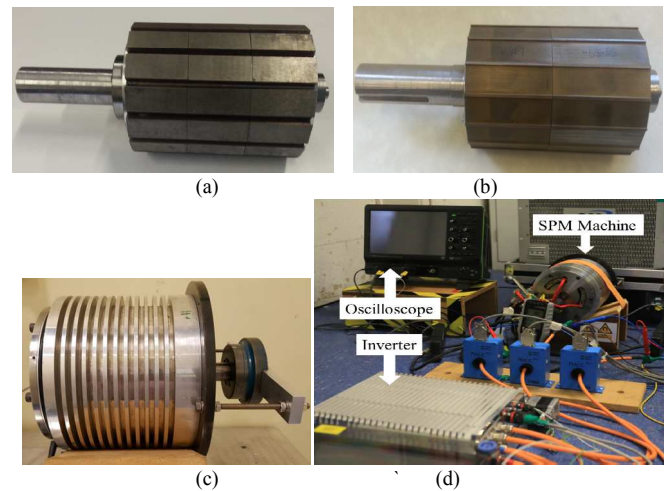 (a)
(b)
SPM Machine
Oscilloscope
Inverter
(c)
` (d)